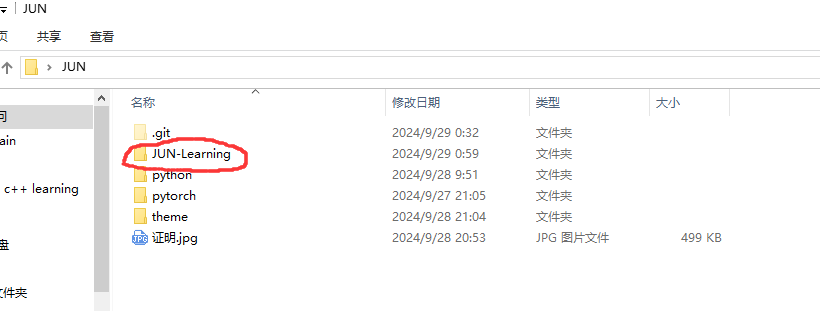 JUN
页 共享 查看
JUN
名称 修改日期 类型 大小
问
.git 2024/9/29 0:32 文件夹
ain
JUN-Learning 2024/9/29 0:59 文件夹
python 2024/9/28 9:51 文件夹
c++ learning
pytorch 2024/9/27 21:05 文件夹
theme 2024/9/28 21:04 文件夹
证明.jpg 2024/9/28 20:53 JPG 图片文件 499 KB
盘
文件夹